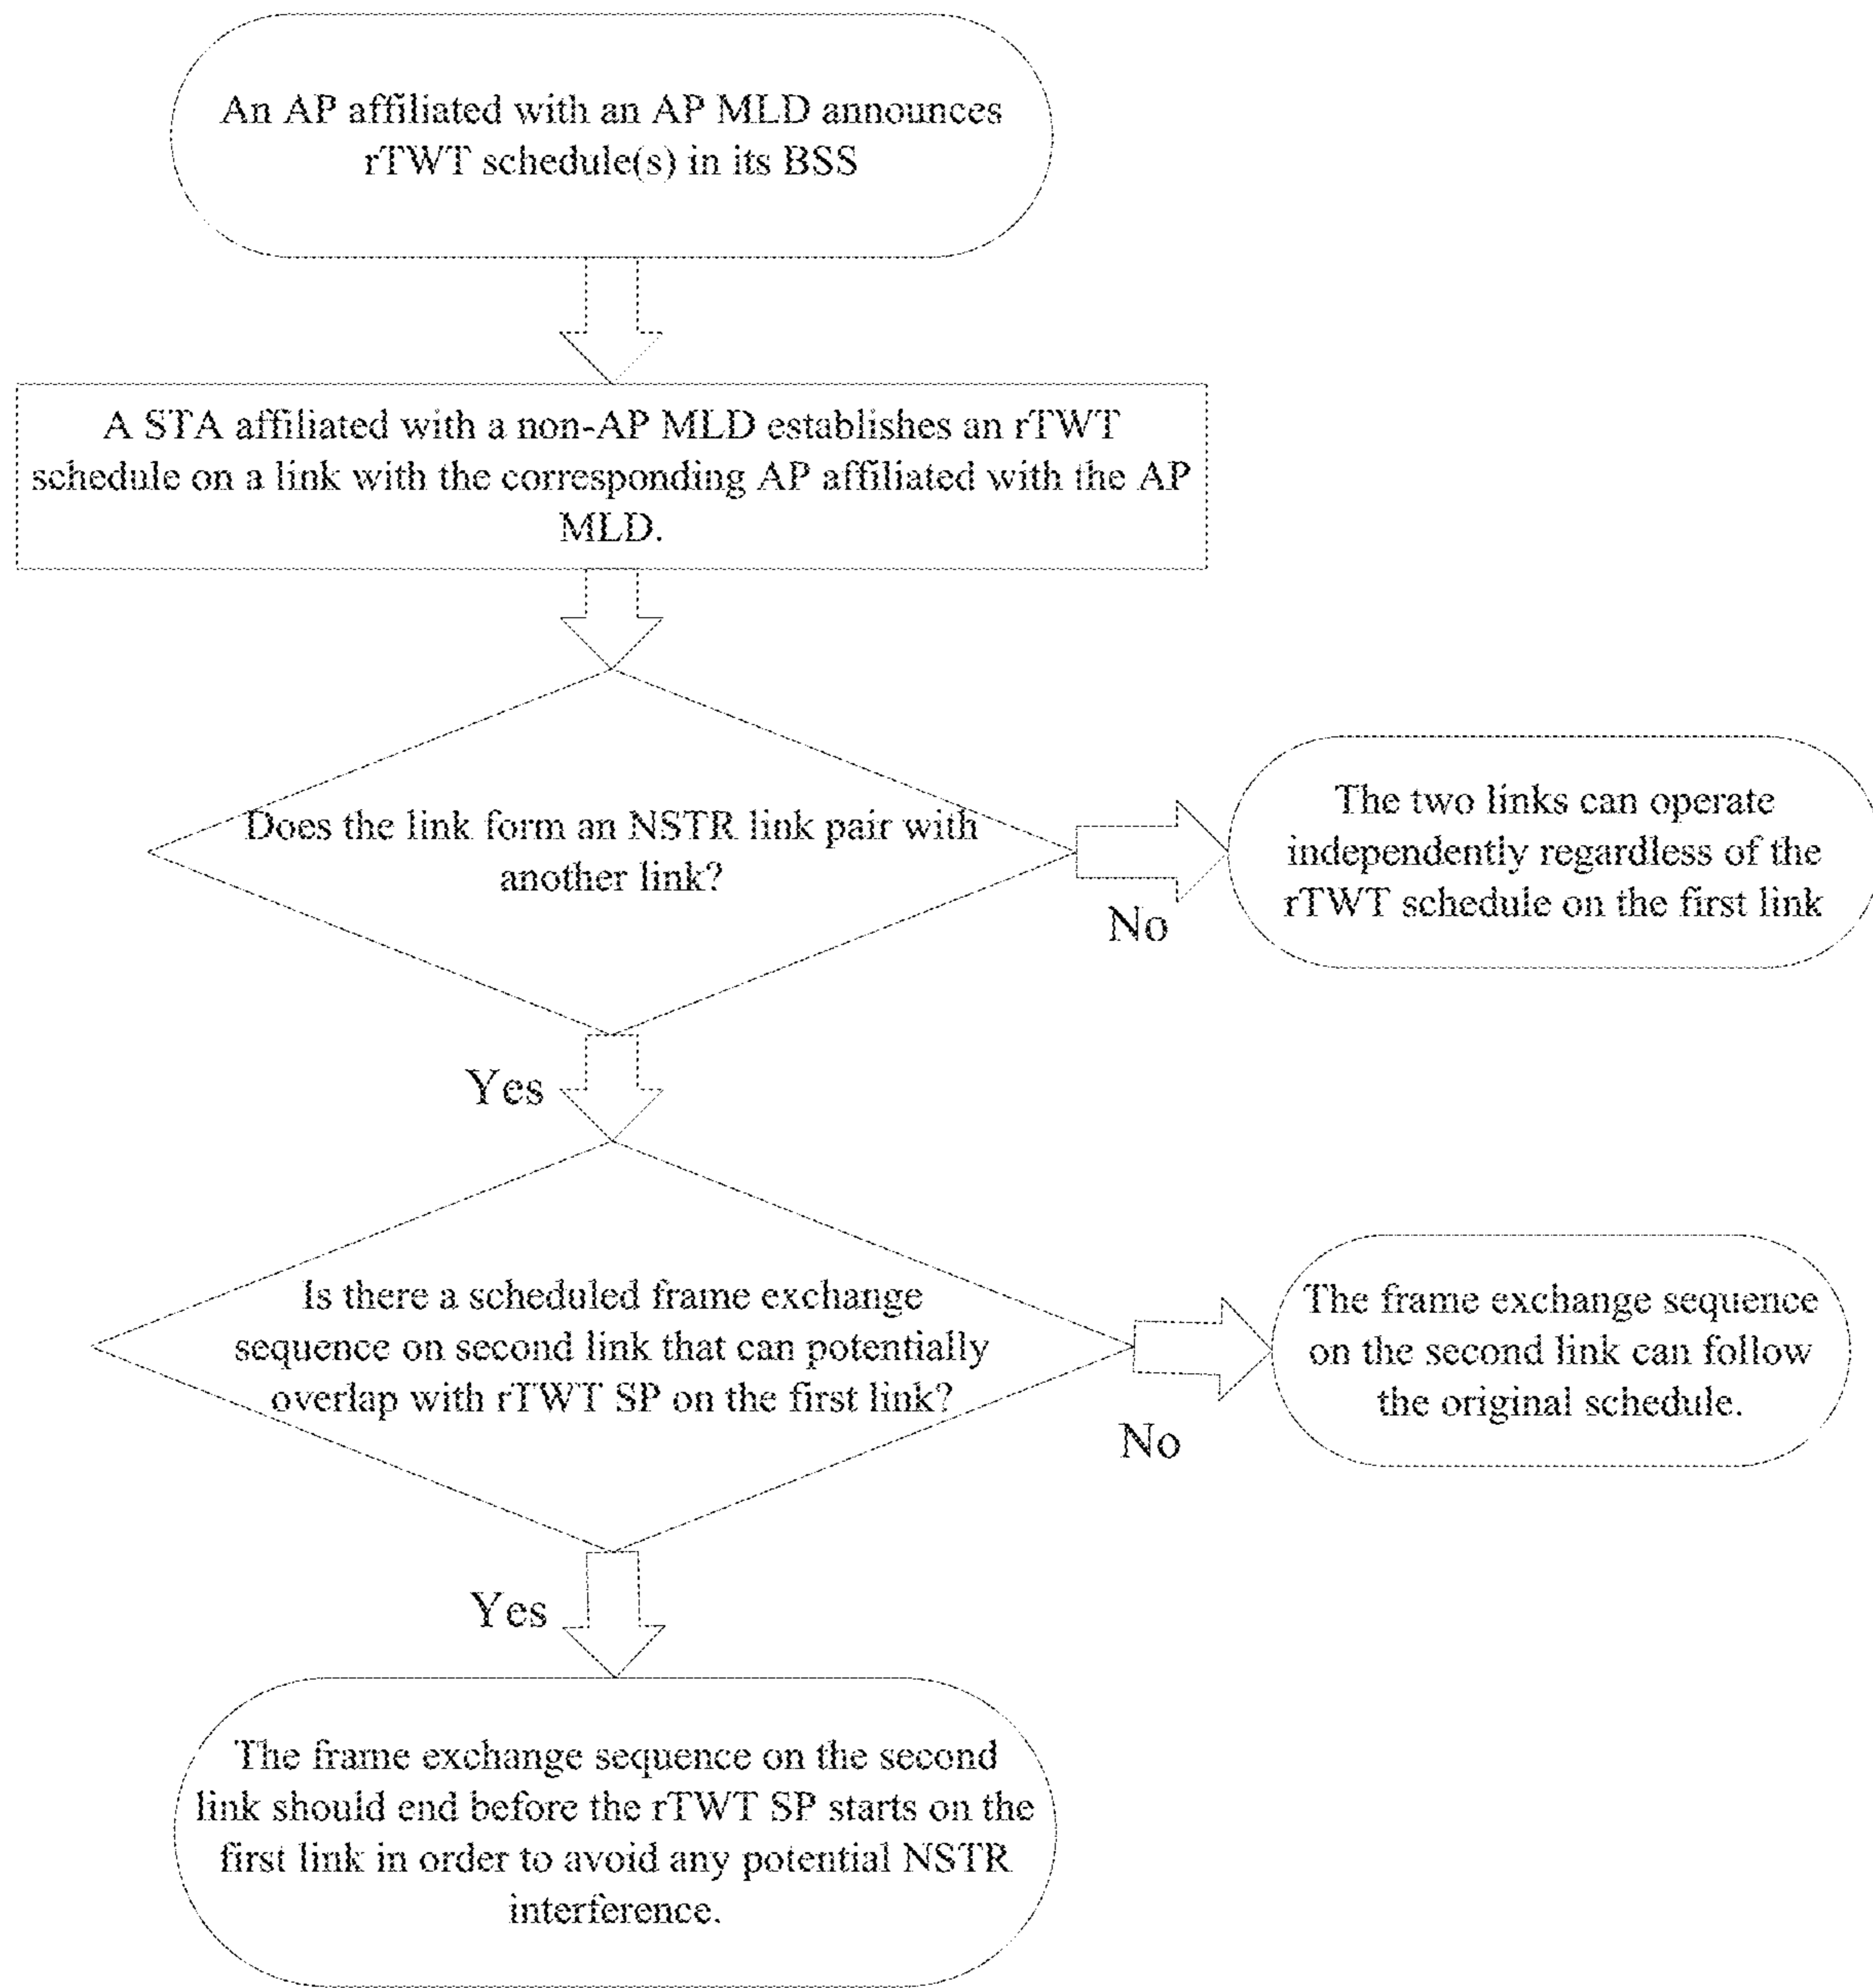 An AP affiliated with an AP MLD announces
rTWT schedule(s) in its BSS
A STA affiliated with a non-AP MLD establishes an rTWT
schedule on a link with the corresponding AP affiliated with the AP
MLD.
Does the link form an NSTR link pair with
another link?
No
The two links can operate
independently regardless of the
rTWT schedule on the first link
Yes
Is there a scheduled frame exchange
sequence on second link that can potentially
overlap with rTWT SP on the first link?
No
The frame exchange sequence
on the second link can follow
the original schedule.
Yes
The frame exchange sequence on the second
link should end before the rTWT SP starts on the
first link in order to avoid any potential NSTR
interference.